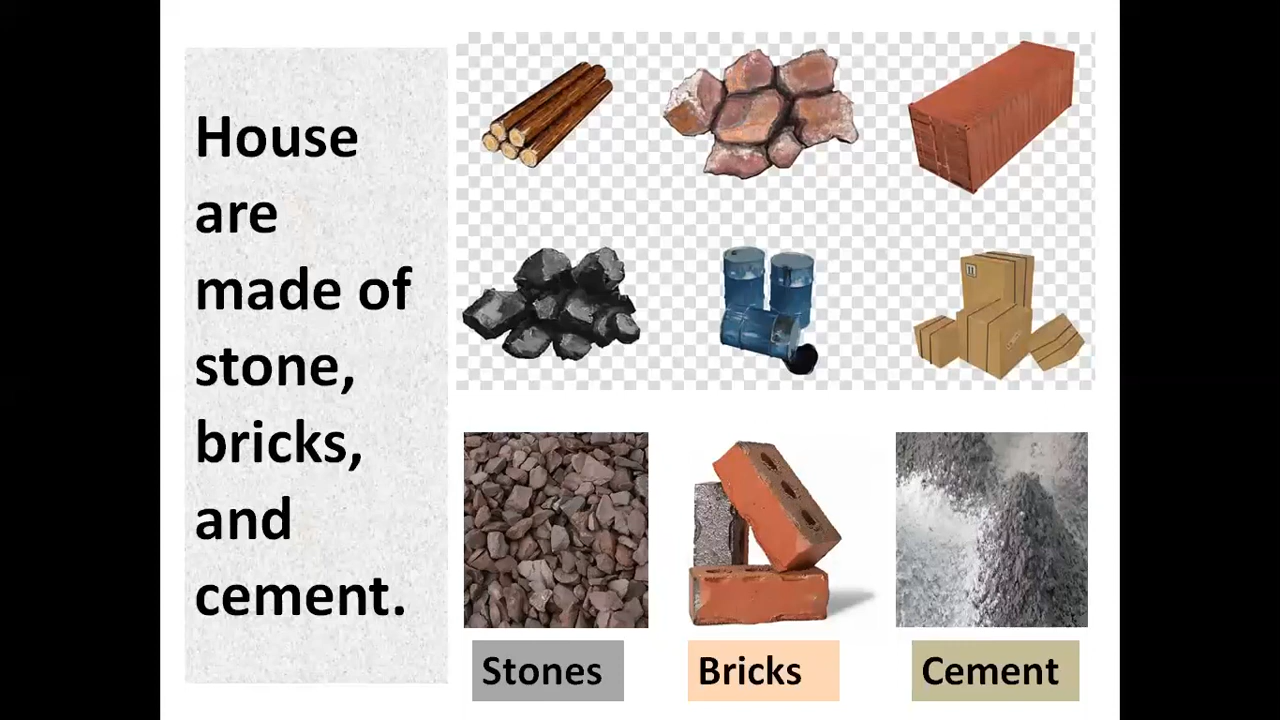 House
are
made of
stone,
bricks,
and
cement.
Stones
Bricks
Cement